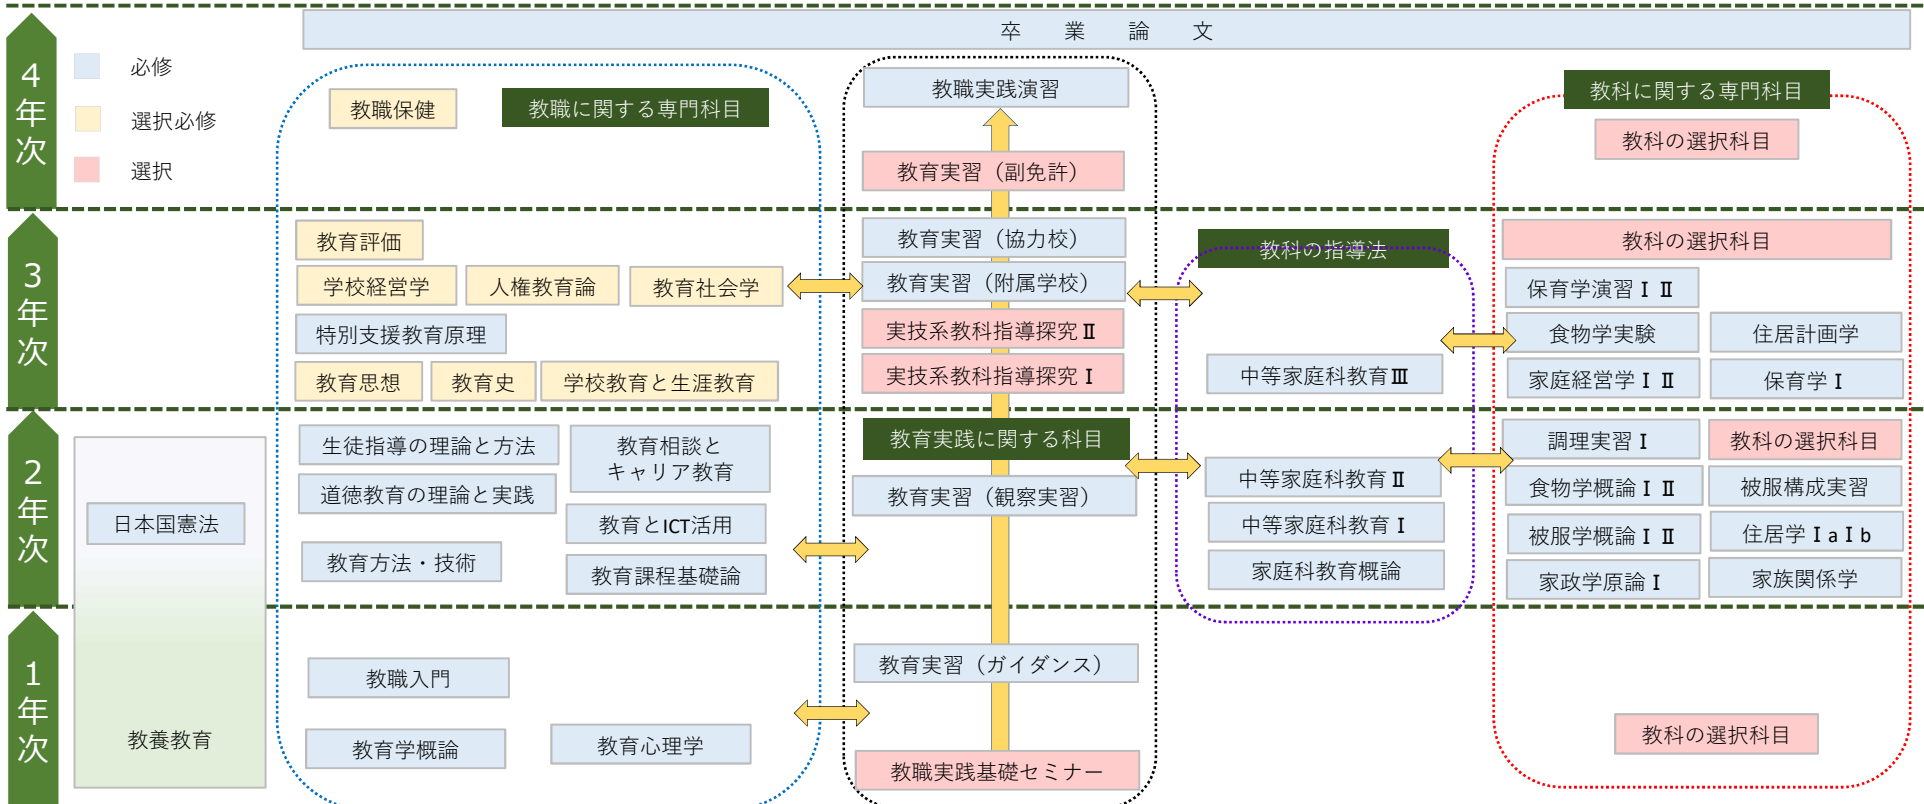 卒業論文
4年次
必修
選択必修
選択
教職保健
教職に関する専門科目
教職実践演習
教育実習（副免許）
教科に関する専門科目
教科の選択科目
3年次
教育評価
学校経営学
人権教育論
教育社会学
特別支援教育原理
教育思想
教育史
学校教育と生涯教育
教育実習（協力校）
教育実習（附属学校）
実技系教科指導探究Ⅱ
実技系教科指導探究Ⅰ
教科の指導法
中等家庭科教育Ⅲ
教科の選択科目
保育学演習Ⅰ Ⅱ
食物学実験
住居計画学
家庭経営学Ⅰ Ⅱ
保育学Ⅰ
2年次
日本国憲法
生徒指導の理論と方法
教育相談と
キャリア教育
道徳教育の理論と実践
教育とICT活用
教育方法・技術
教育課程基礎論
教育実践に関する科目
教育実習（観察実習）
中等家庭科教育Ⅱ
中等家庭科教育Ⅰ
家庭科教育概論
調理実習Ⅰ
教科の選択科目
食物学概論Ⅰ Ⅱ
被服構成実習
被服学概論Ⅰ Ⅱ
住居学ⅠaⅠb
家政学原論Ⅰ
家族関係学
1年次
教養教育
教職入門
教育学概論
教育心理学
教育実習（ガイダンス）
教職実践基礎セミナー
教科の選択科目